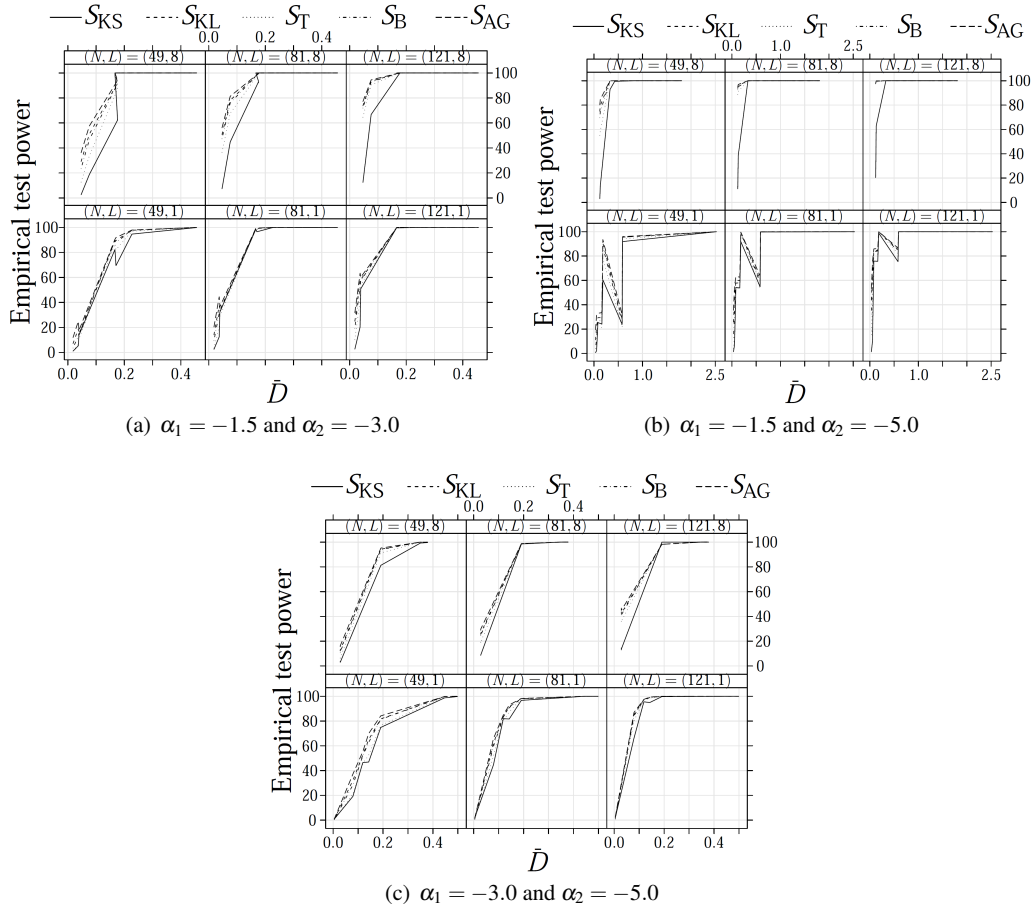 S_KS S_KL S_T S_B S_AG
0.0 0.2 0.4
(N, L) = (49, 8) (81, 8) (N, L) = (121, 8)
100
80
60
40
20
0
(N, L) = (49, 1) (N, L) = (81, 1) (N, L) = (121, 1)
100
80
60
40
20
0
Empirical test power
0.0 0.2 0.4 0.0 0.2 0.4
D̄
(a) α₁ = −1.5 and α₂ = −3.0
S_KS S_KL S_T S_B S_AG
0.0 1.0 2.5
(N, L) = (49, 8) (N, L) = (81, 8) (N, L) = (121, 8)
100
80
60
40
20
0
(N, L) = (49, 1) (N, L) = (81, 1) (N, L) = (121, 1)
100
80
60
40
20
0
Empirical test power
0.0 1.0 2.5 0.0 1.0 2.5
D̄
(b) α₁ = −1.5 and α₂ = −5.0
S_KS S_KL S_T S_B S_AG
0.0 0.2 0.4
(N, L) = (49, 8) (N, L) = (81, 8) (N, L) = (121, 8)
100
80
60
40
20
0
(N, L) = (49, 1) (N, L) = (81, 1) (N, L) = (121, 1)
100
80
60
40
20
0
Empirical test power
0.0 0.2 0.4 0.0 0.2 0.4
D̄
(c) α₁ = −3.0 and α₂ = −5.0